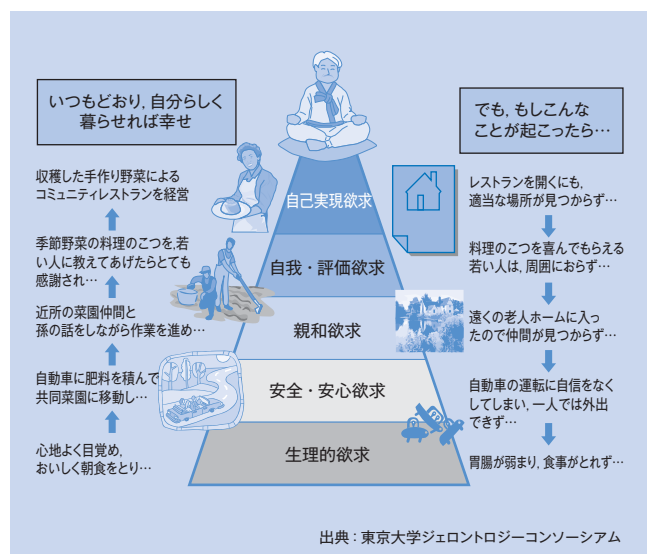 いつもどおり，自分らしく
暮らせれば幸せ
収穫した手作り野菜による
コミュニティレストランを経営
季節野菜の料理のこつを，若
い人に教えてあげたらとても
感謝され…
近所の菜園仲間と
孫の話をしながら作業を進め…
自動車に肥料を積んで
共同菜園に移動し…
心地よく目覚め，
おいしく朝食をとり…
自己実現欲求
自我・評価欲求
親和欲求
安全・安心欲求
生理的欲求
でも，もしこんな
ことが起こったら…
レストランを開くにも，
適当な場所が見つからず…
料理のこつを喜んでもらえる
若い人は，周囲におらず…
遠くの老人ホームに入っ
たので仲間が見つからず…
自動車の運転に自信をなく
してしまい，一人では外出
できず…
胃腸が弱まり，食事がとれず…
出典：東京大学ジェロントロジーコンソーシアム